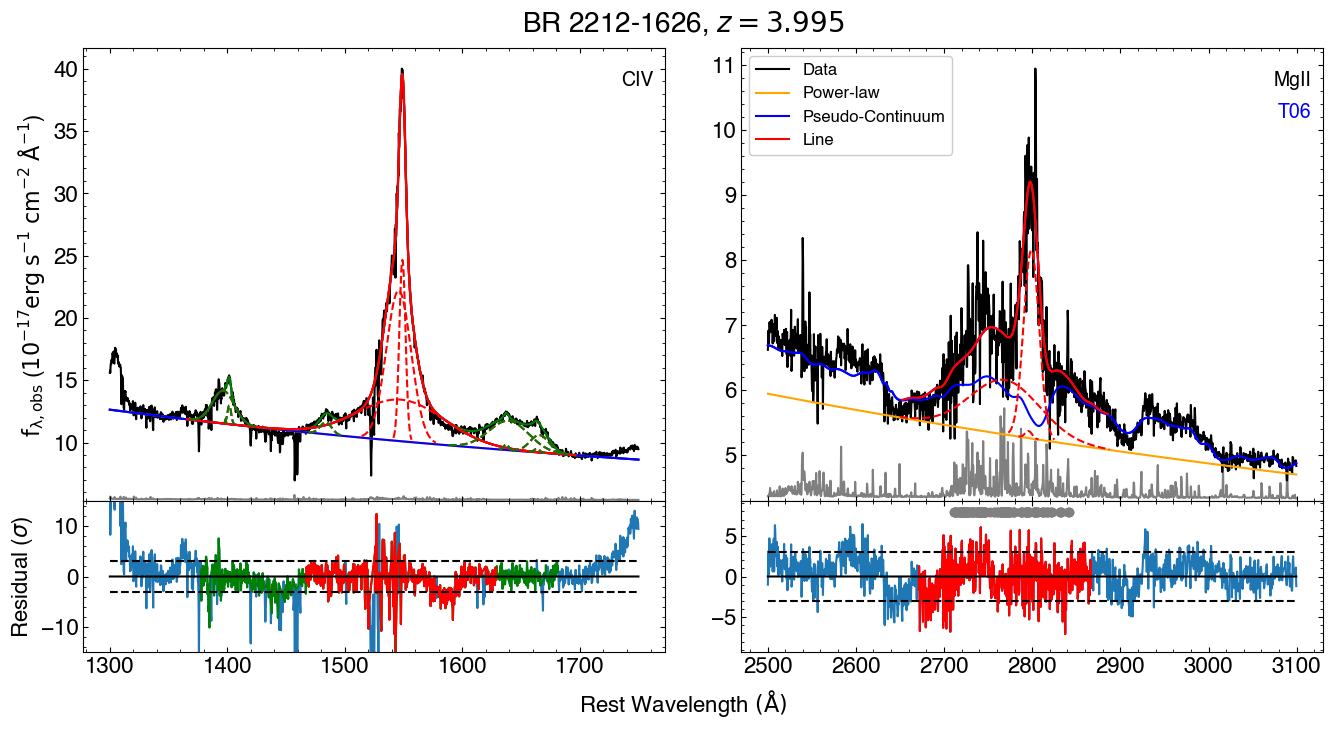 BR 2212-1626, z = 3.995
f_λ,obs (10⁻¹⁷erg s⁻¹ cm⁻² Å⁻¹)
40
35
30
25
20
15
10
CIV
11
10
9
8
7
6
5
Data
Power-law
Pseudo-Continuum
Line
MgII
T06
Residual (σ)
10
0
−10
5
0
−5
1300 1400 1500 1600 1700
2500 2600 2700 2800 2900 3000 3100
Rest Wavelength (Å)